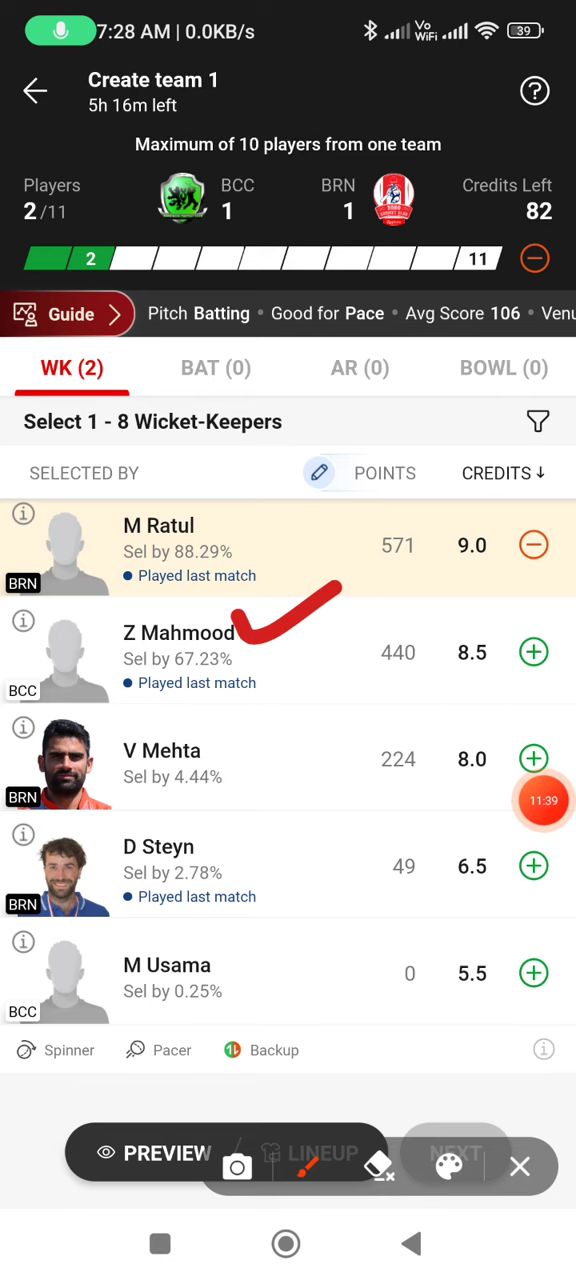 7:28 AM | 0.0KB/s
Vo WiFi
39
Create team 1
5h 16m left
Maximum of 10 players from one team
Players
2 /11
BCC
1
BRN
1
Credits Left
82
2
11
Guide
Pitch Batting • Good for Pace • Avg Score 106 • Venu
WK (2)
BAT (0)
AR (0)
BOWL (0)
Select 1 - 8 Wicket-Keepers
SELECTED BY
POINTS
CREDITS ↓
M Ratul
Sel by 88.29%
Played last match
BRN
571
9.0
Z Mahmood
Sel by 67.23%
Played last match
BCC
440
8.5
V Mehta
Sel by 4.44%
BRN
224
8.0
11:39
D Steyn
Sel by 2.78%
Played last match
BRN
49
6.5
M Usama
Sel by 0.25%
BCC
0
5.5
Spinner
Pacer
Backup
PREVIEW
LINEUP
NEXT